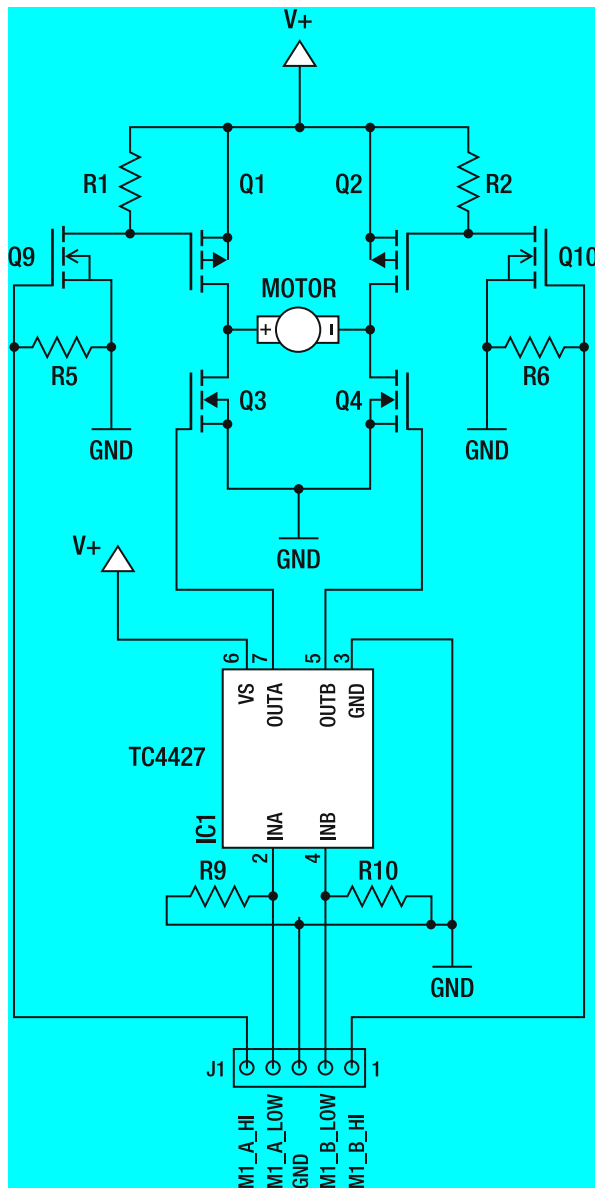 V+
R1
Q1
Q2
R2
Q9
Q10
MOTOR
+
-
R5
Q3
Q4
R6
GND
GND
V+
GND
6
7
5
3
VS
OUTA
OUTB
GND
TC4427
IC1
INA
INB
2
4
R9
R10
GND
J1
1
M1_A_HI
M1_A_LOW
GND
M1_B_LOW
M1_B_HI